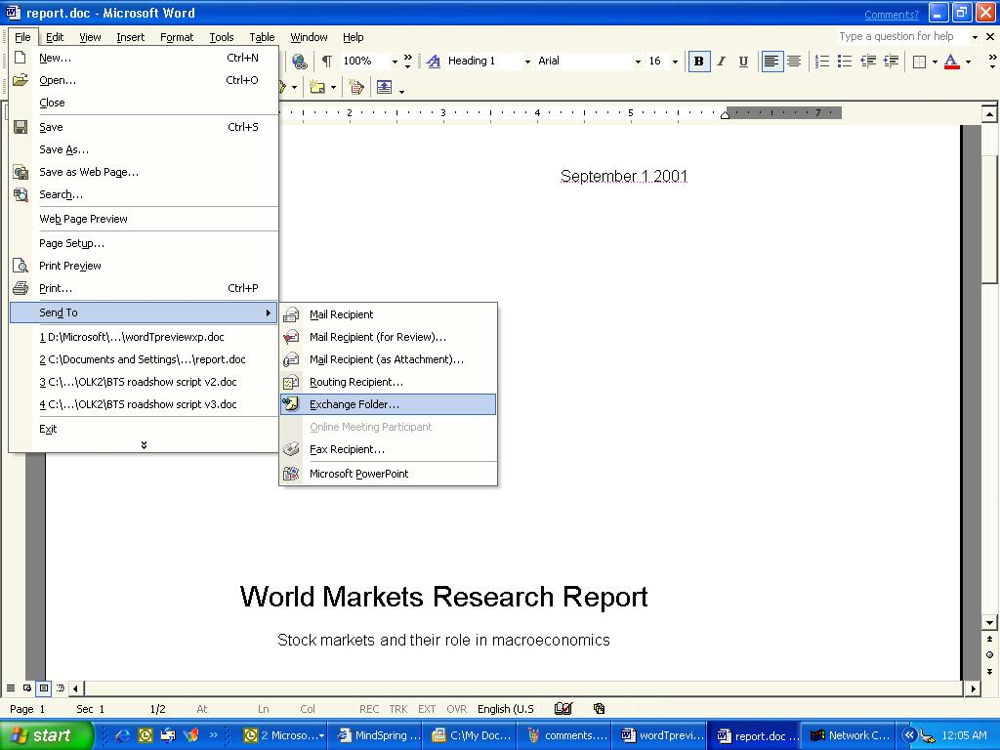 report.doc - Microsoft Word
Comments?
File Edit View Insert Format Tools Table Window Help
Type a question for help
100%
Heading 1
Arial
16
B I U
A
New... Ctrl+N
Open... Ctrl+O
Close
Save Ctrl+S
Save As...
Save as Web Page...
Search...
Web Page Preview
Page Setup...
Print Preview
Print... Ctrl+P
Send To
1 D:\Microsoft\...\wordTpreviewxp.doc
2 C:\Documents and Settings\...\report.doc
3 C:\...\OLK2\BTS roadshow script v2.doc
4 C:\...\OLK2\BTS roadshow script v3.doc
Exit
Mail Recipient
Mail Recipient (for Review)...
Mail Recipient (as Attachment)...
Routing Recipient...
Exchange Folder...
Online Meeting Participant
Fax Recipient...
Microsoft PowerPoint
2 3 4 5 7
September 1 2001
World Markets Research Report
Stock markets and their role in macroeconomics
Page 1 Sec 1 1/2 At Ln Col REC TRK EXT OVR English (U.S
start
2 Microso...
MindSpring ...
C:\My Doc...
comments....
wordTprevi...
report.doc ...
Network C...
12:05 AM